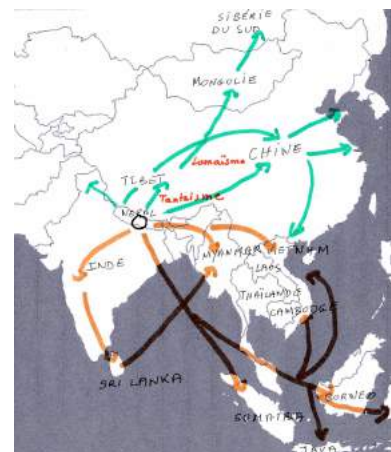 SIBÉRIE
DU SUD
MONGOLIE
Lamaïsme
CHINE
TIBET
Tantrisme
NÉPAL
INDE
MYANMAR
VIETNAM
LAOS
THAÏLANDE
CAMBODGE
SRI LANKA
BORNEO
SUMATRA
JAVA